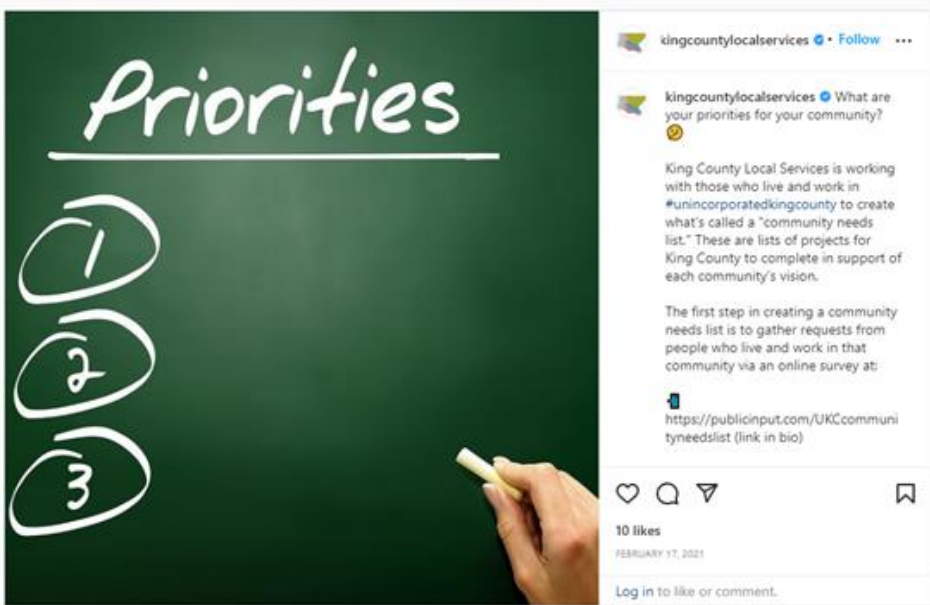 Priorities
1
2
3
kingcountylocalservices • Follow •••
kingcountylocalservices What are
your priorities for your community?
King County Local Services is working
with those who live and work in
#unincorporatedkingcounty to create
what's called a "community needs
list." These are lists of projects for
King County to complete in support of
each community's vision.
The first step in creating a community
needs list is to gather requests from
people who live and work in that
community via an online survey at:
https://publicinput.com/UKCcommuni
tyneedslist (link in bio)
10 likes
FEBRUARY 17, 2021
Log in to like or comment.